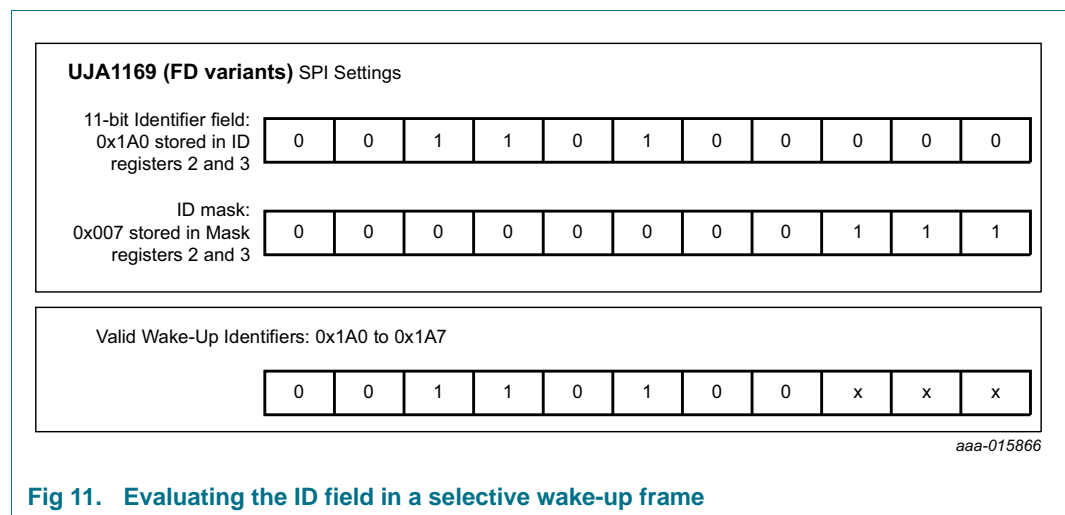 UJA1169 (FD variants) SPI Settings
11-bit Identifier field:
0x1A0 stored in ID
registers 2 and 3
0 0 1 1 0 1 0 0 0 0 0
ID mask:
0x007 stored in Mask
registers 2 and 3
0 0 0 0 0 0 0 0 1 1 1
Valid Wake-Up Identifiers: 0x1A0 to 0x1A7
0 0 1 1 0 1 0 0 x x x
aaa-015866
Fig 11. Evaluating the ID field in a selective wake-up frame